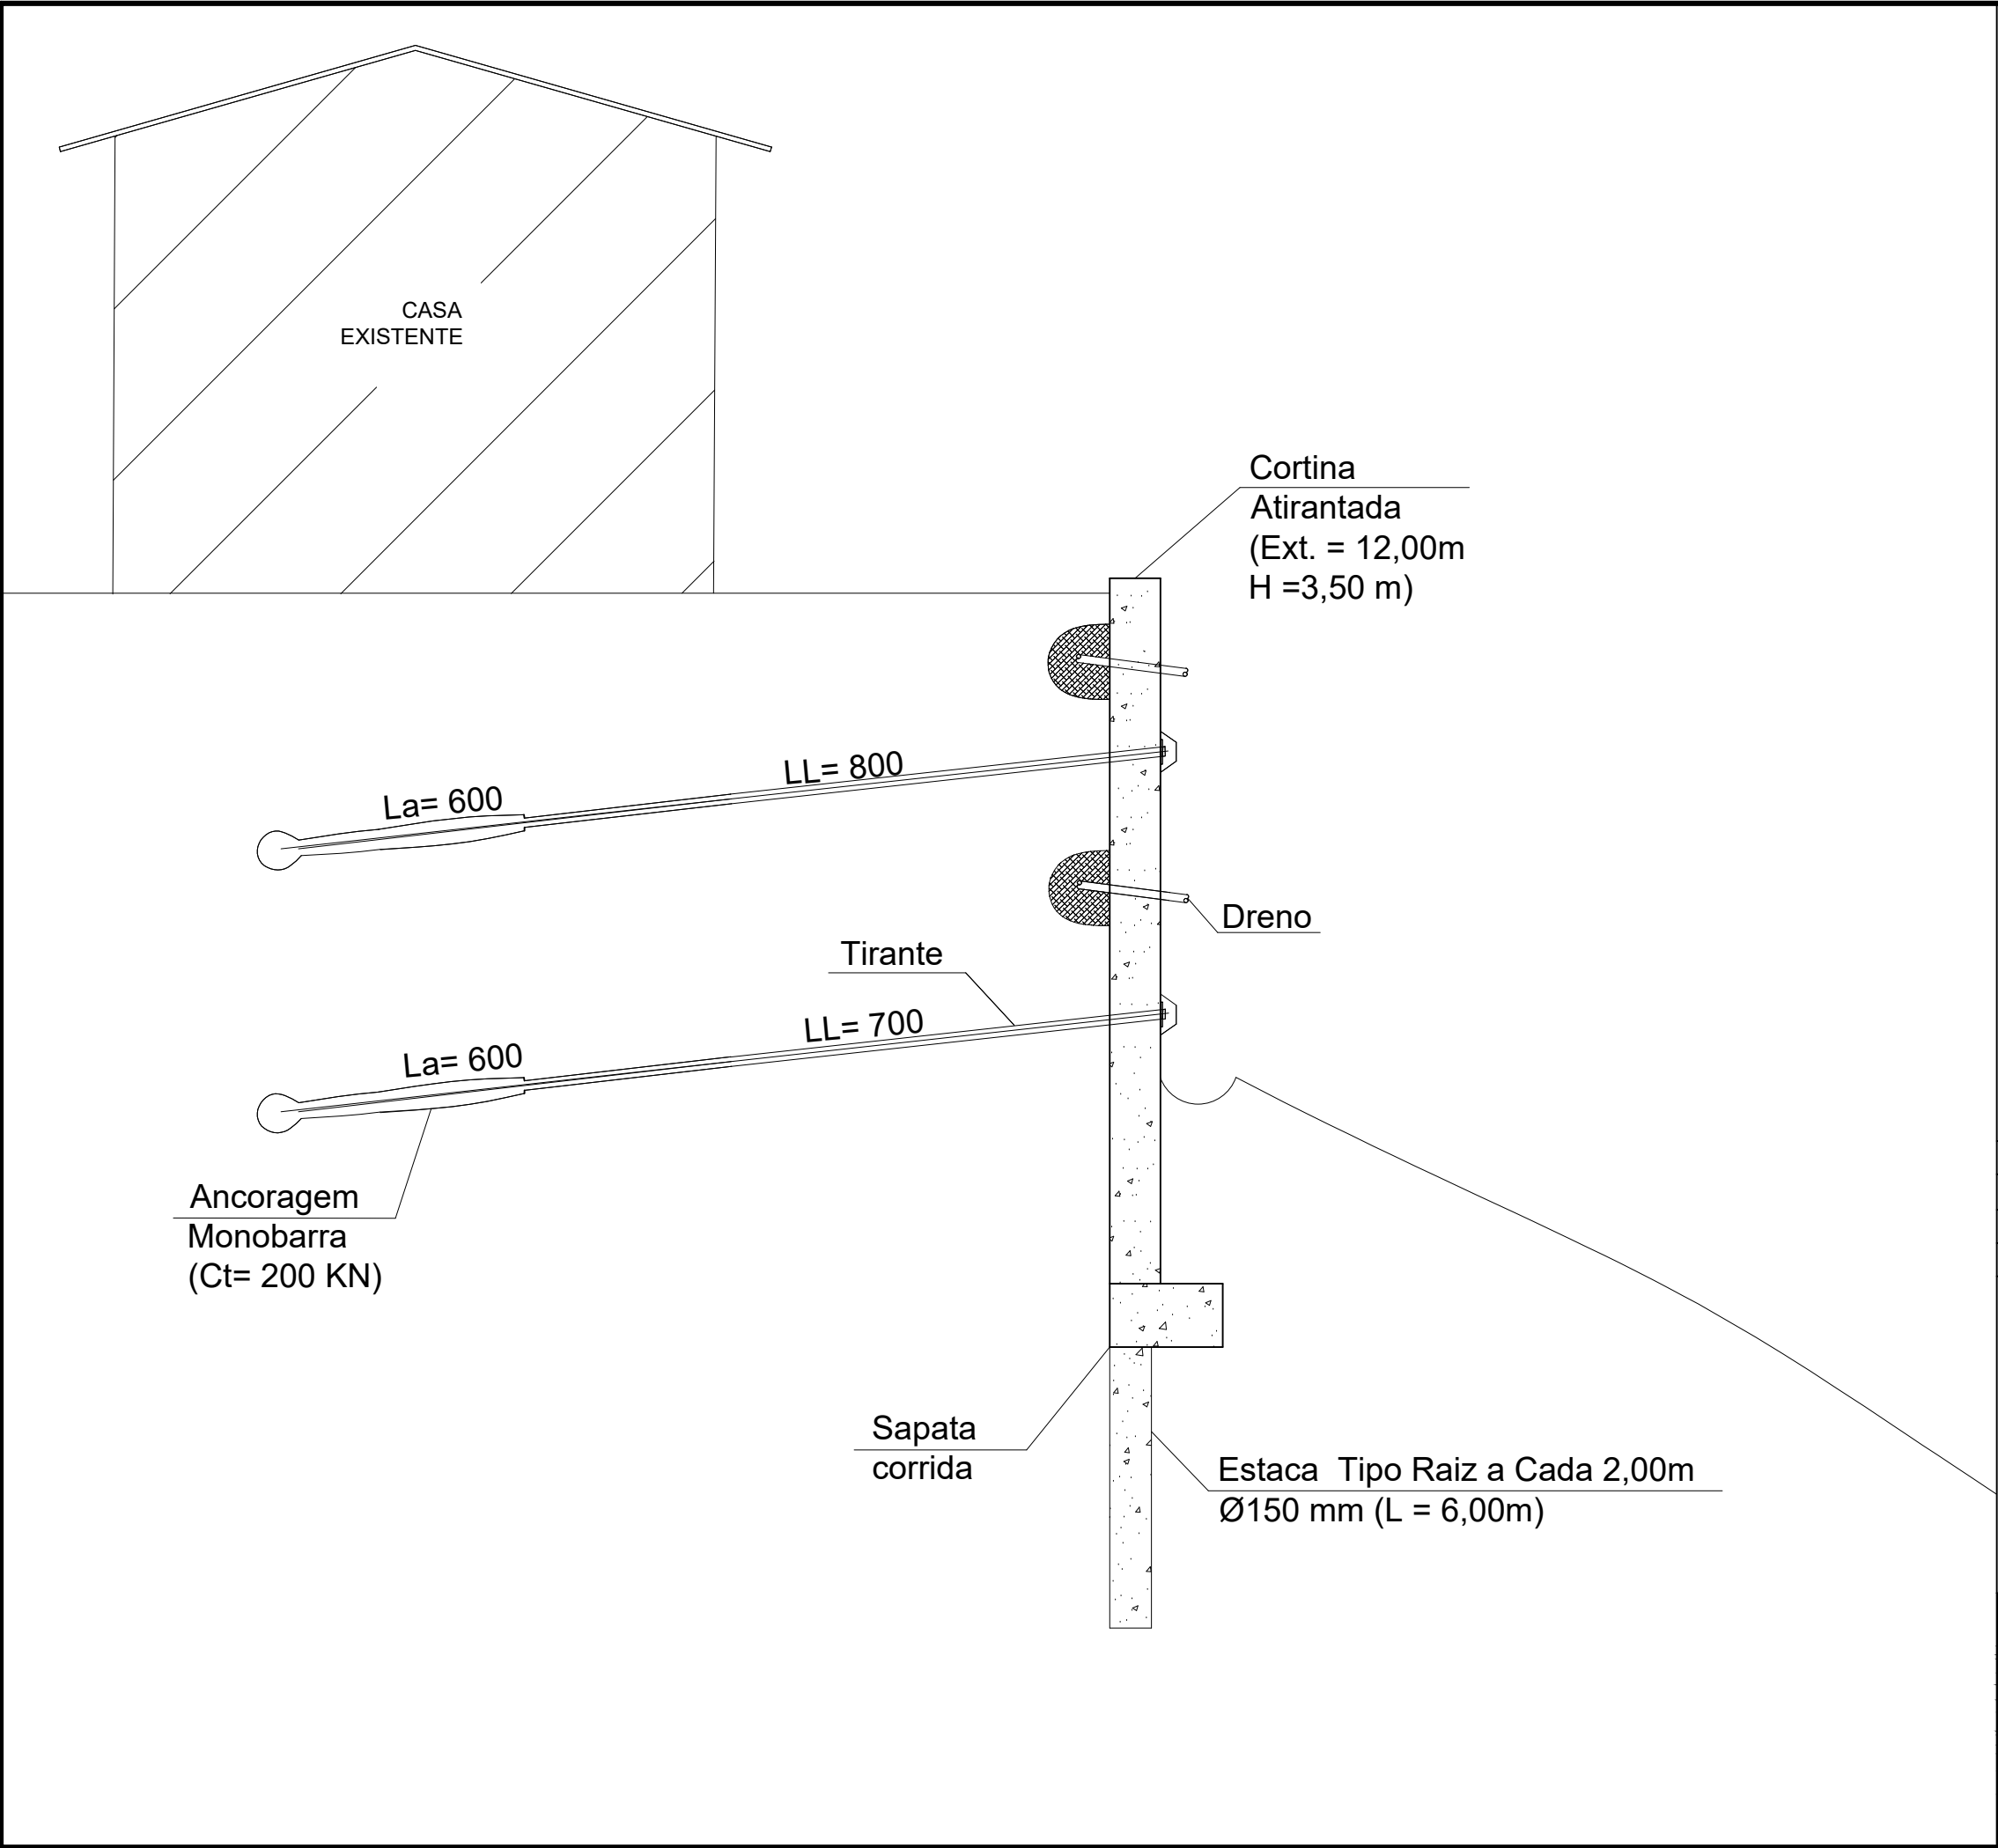 CASA
EXISTENTE
Cortina
Atirantada
(Ext. = 12,00m
H =3,50 m)
LL= 800
La= 600
Dreno
Tirante
LL= 700
La= 600
Ancoragem
Monobarra
(Ct= 200 KN)
Sapata
corrida
Estaca  Tipo Raiz a Cada 2,00m
Ø150 mm (L = 6,00m)